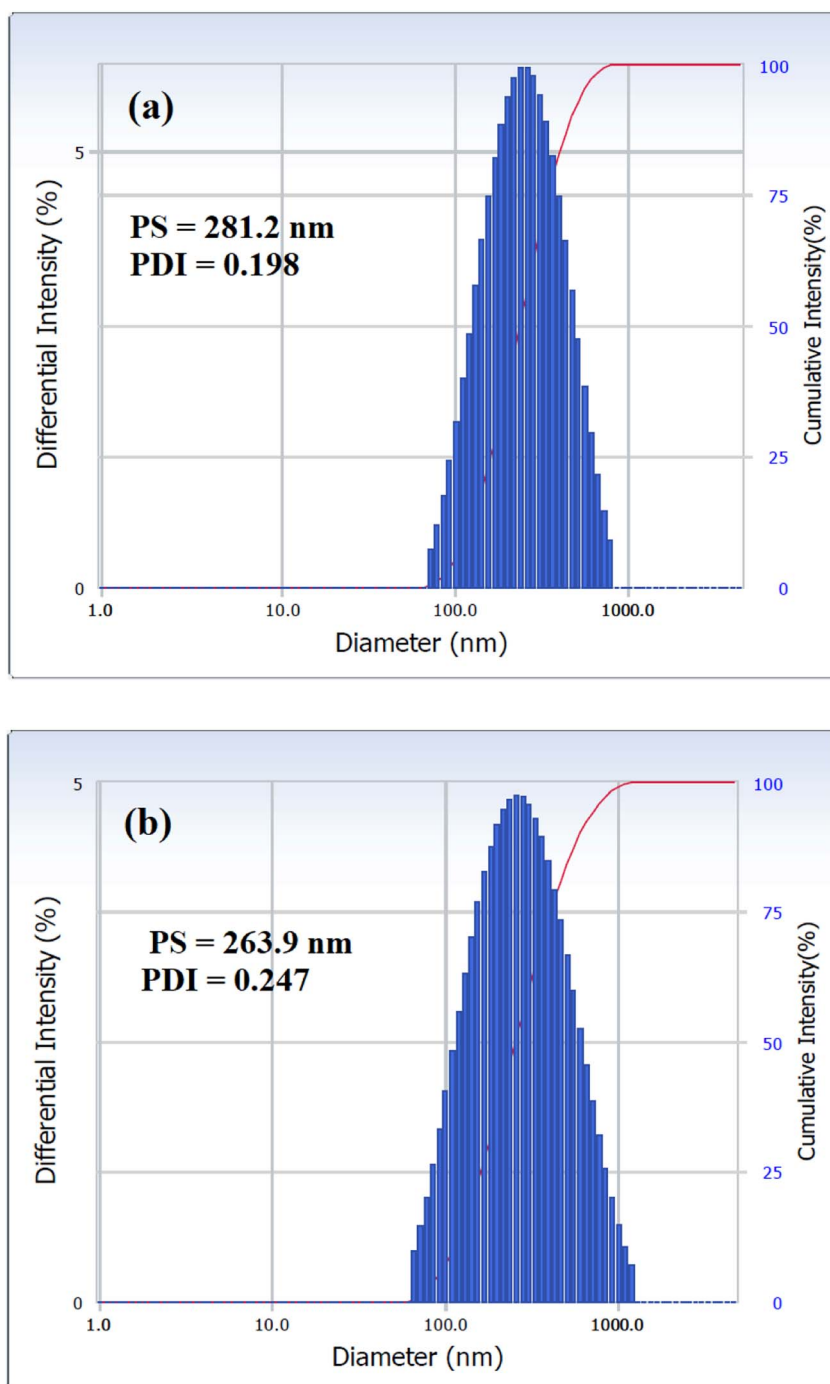 (a)
PS = 281.2 nm
PDI = 0.198
Differential Intensity (%)
5
0
100
75
50
25
0
Cumulative Intensity(%)
1.0 10.0 100.0 1000.0
Diameter (nm)
(b)
PS = 263.9 nm
PDI = 0.247
Differential Intensity (%)
5
0
100
75
50
25
0
Cumulative Intensity(%)
1.0 10.0 100.0 1000.0
Diameter (nm)